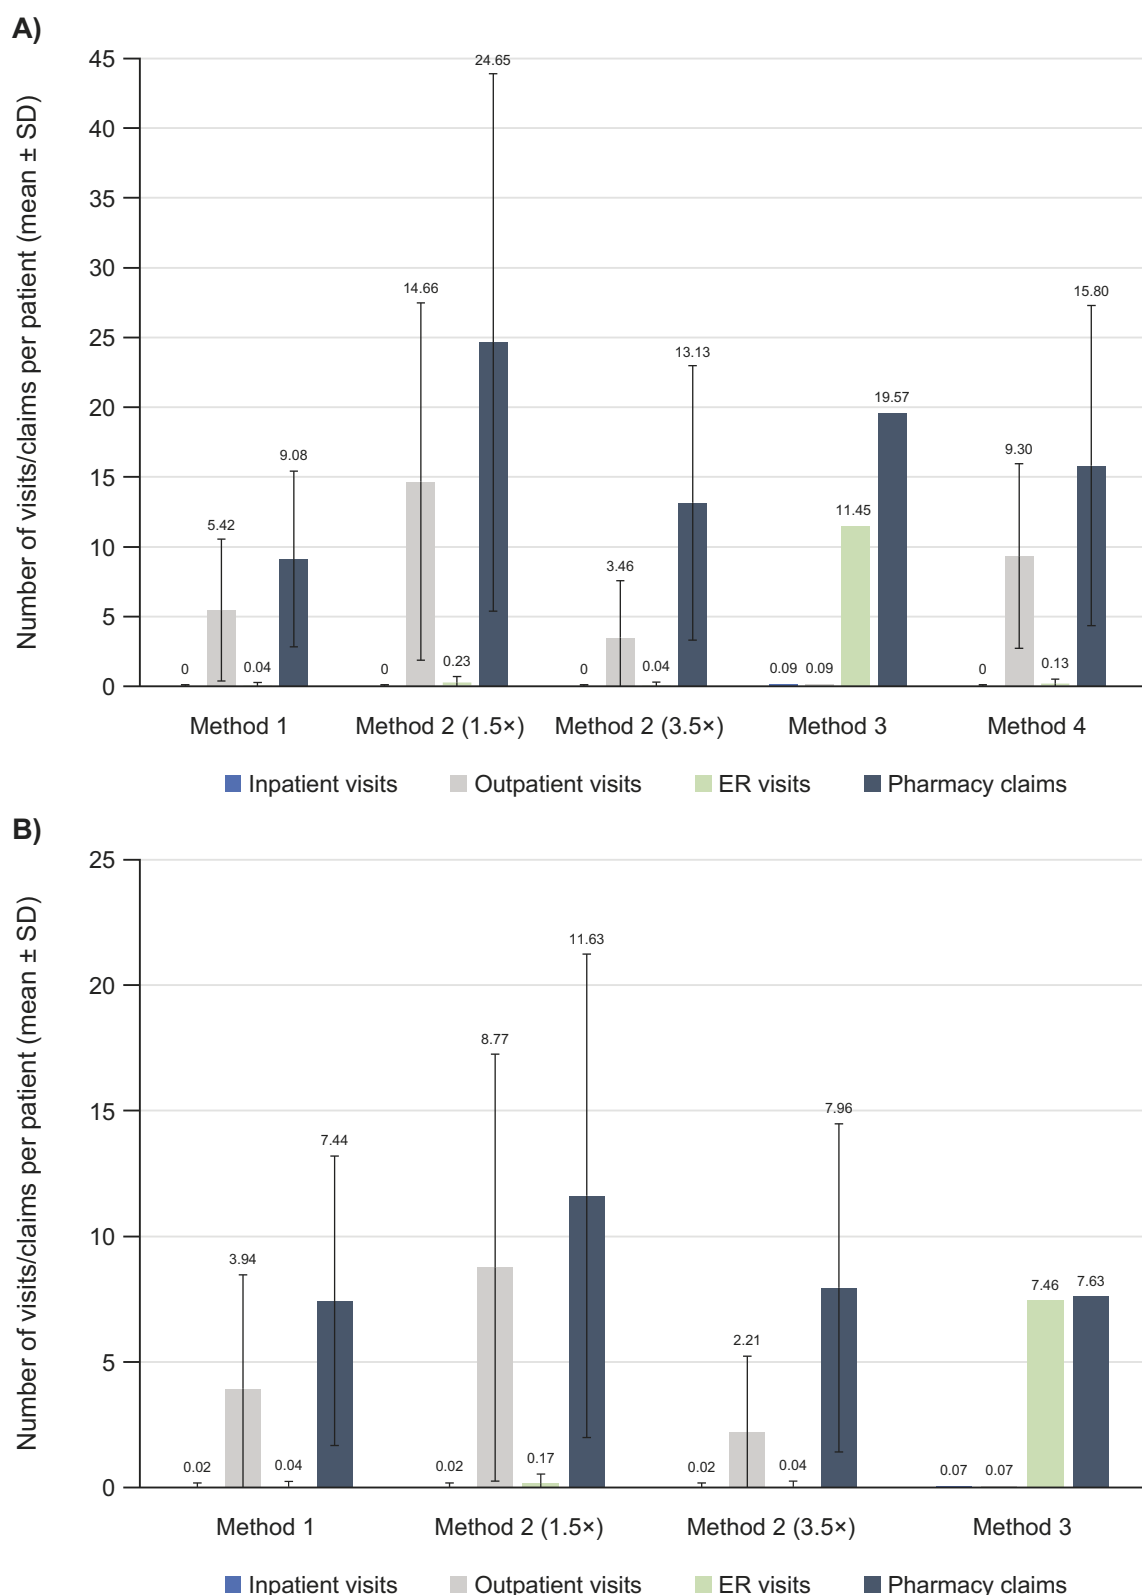 A)
Number of visits/claims per patient (mean ± SD)
45
40
35
30
25
20
15
10
5
0
0
5.42
0.04
9.08
0
14.66
0.23
24.65
0
3.46
0.04
13.13
0.09
0.09
11.45
19.57
0
9.30
0.13
15.80
Method 1
Method 2 (1.5×)
Method 2 (3.5×)
Method 3
Method 4
Inpatient visits
Outpatient visits
ER visits
Pharmacy claims
B)
Number of visits/claims per patient (mean ± SD)
25
20
15
10
5
0
0.02
3.94
0.04
7.44
0.02
8.77
0.17
11.63
0.02
2.21
0.04
7.96
0.07
0.07
7.46
7.63
Method 1
Method 2 (1.5×)
Method 2 (3.5×)
Method 3
Inpatient visits
Outpatient visits
ER visits
Pharmacy claims